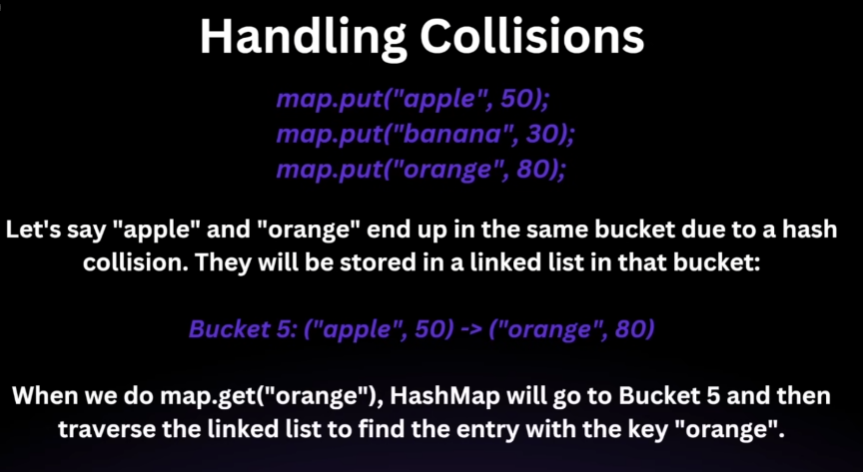 Handling Collisions
map.put("apple", 50);
map.put("banana", 30);
map.put("orange", 80);
Let's say "apple" and "orange" end up in the same bucket due to a hash
collision. They will be stored in a linked list in that bucket:
Bucket 5: ("apple", 50) -> ("orange", 80)
When we do map.get("orange"), HashMap will go to Bucket 5 and then
traverse the linked list to find the entry with the key "orange".